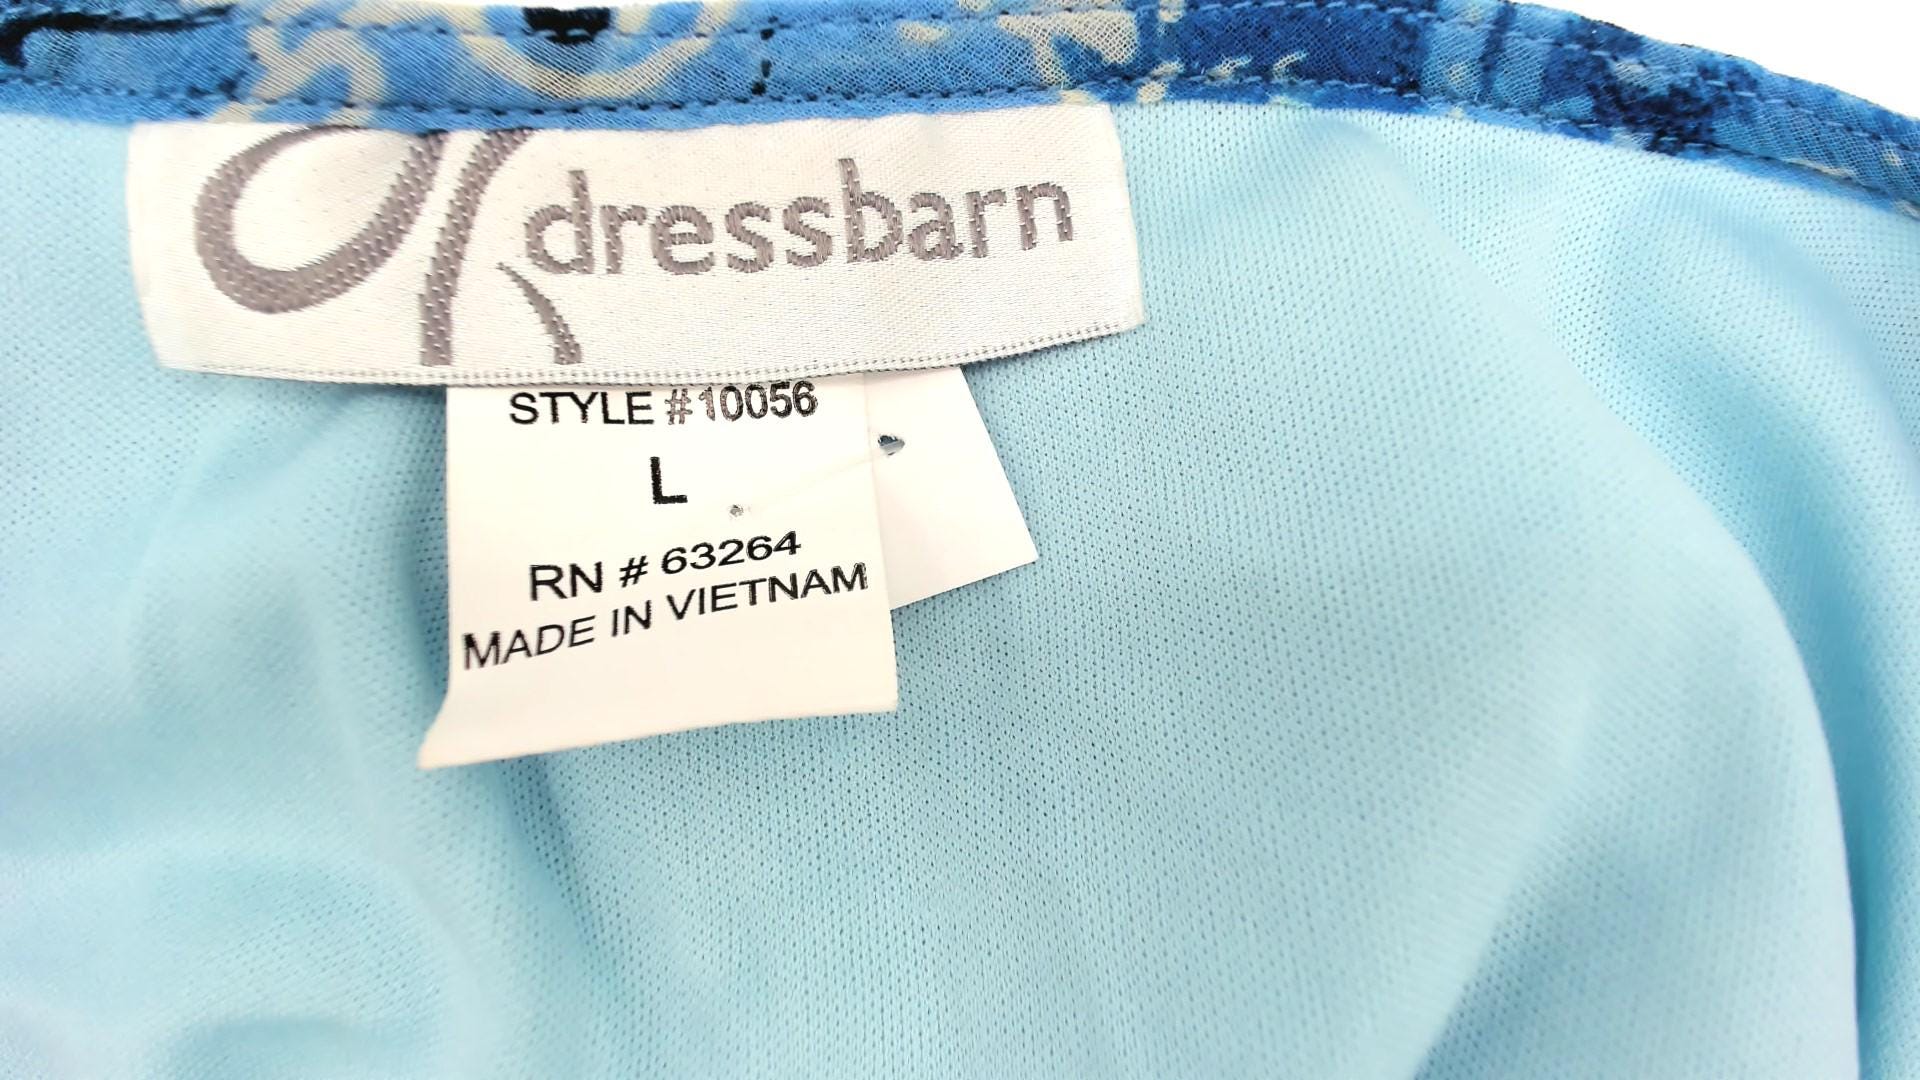 dressbarn
STYLE #10056
L
RN # 63264
MADE IN VIETNAM